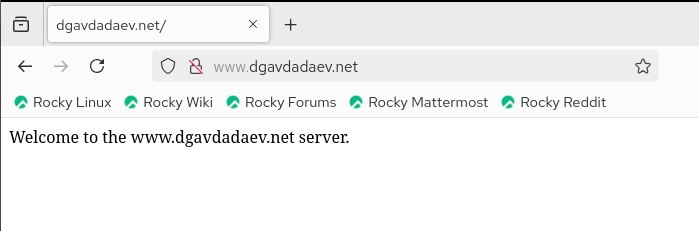 dgavdadaev.net/
www.dgavdadaev.net
Rocky Linux Rocky Wiki Rocky Forums Rocky Mattermost Rocky Reddit
Welcome to the www.dgavdadaev.net server.